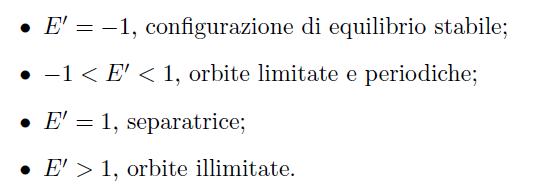 • E′ = −1, configurazione di equilibrio stabile;
• −1 < E′ < 1, orbite limitate e periodiche;
• E′ = 1, separatrice;
• E′ > 1, orbite illimitate.